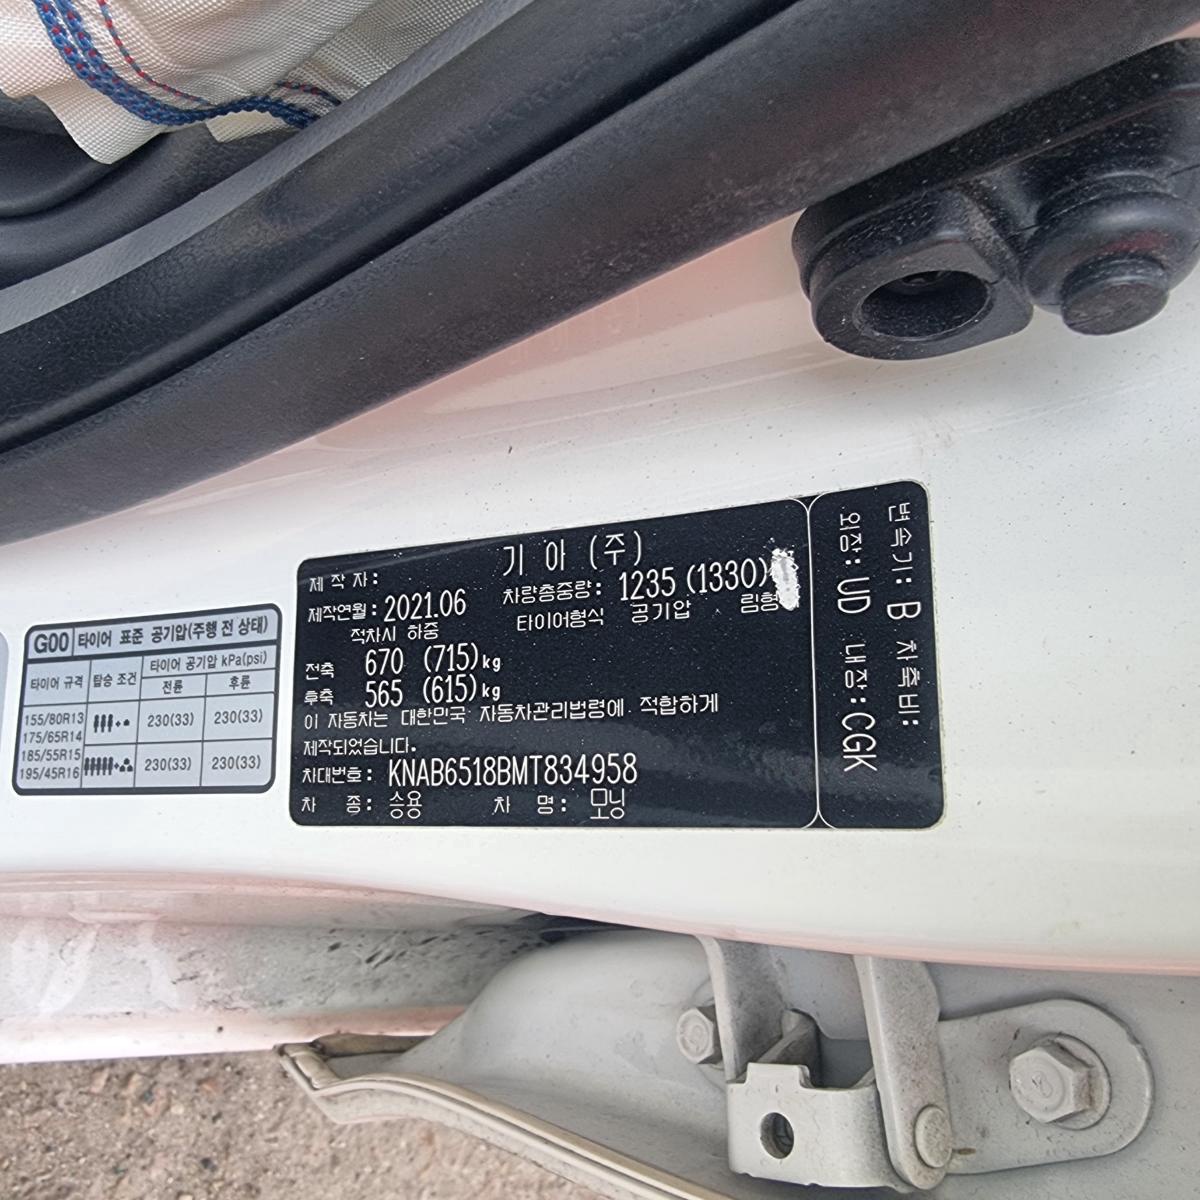 G00 타이어 표준 공기압(주행 전 상태)
타이어 규격 탑승 조건 타이어 공기압 kPa(psi)
전륜 후륜
155/80R13
175/65R14
185/55R15
195/45R16
230(33) 230(33)
230(33) 230(33)
제 작 자: 기 아 (주)
제작연월: 2021.06 차량총중량: 1235 (1330)
적차시 하중 타이어형식 공기압 림형
전축 670 (715)kg
후축 565 (615)kg
이 자동차는 대한민국 자동차관리법령에 적합하게
제작되었습니다.
차대번호: KNAB6518BMT834958
차 종: 승용 차 명: 모닝
변속기: B 차축비:
외장: UD 내장: CGK